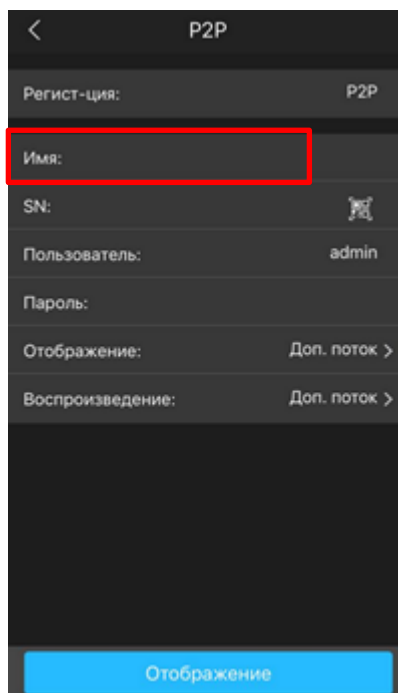 P2P
Регист-ция: P2P
Имя:
SN:
Пользователь: admin
Пароль:
Отображение: Доп. поток
Воспроизведение: Доп. поток
Отображение